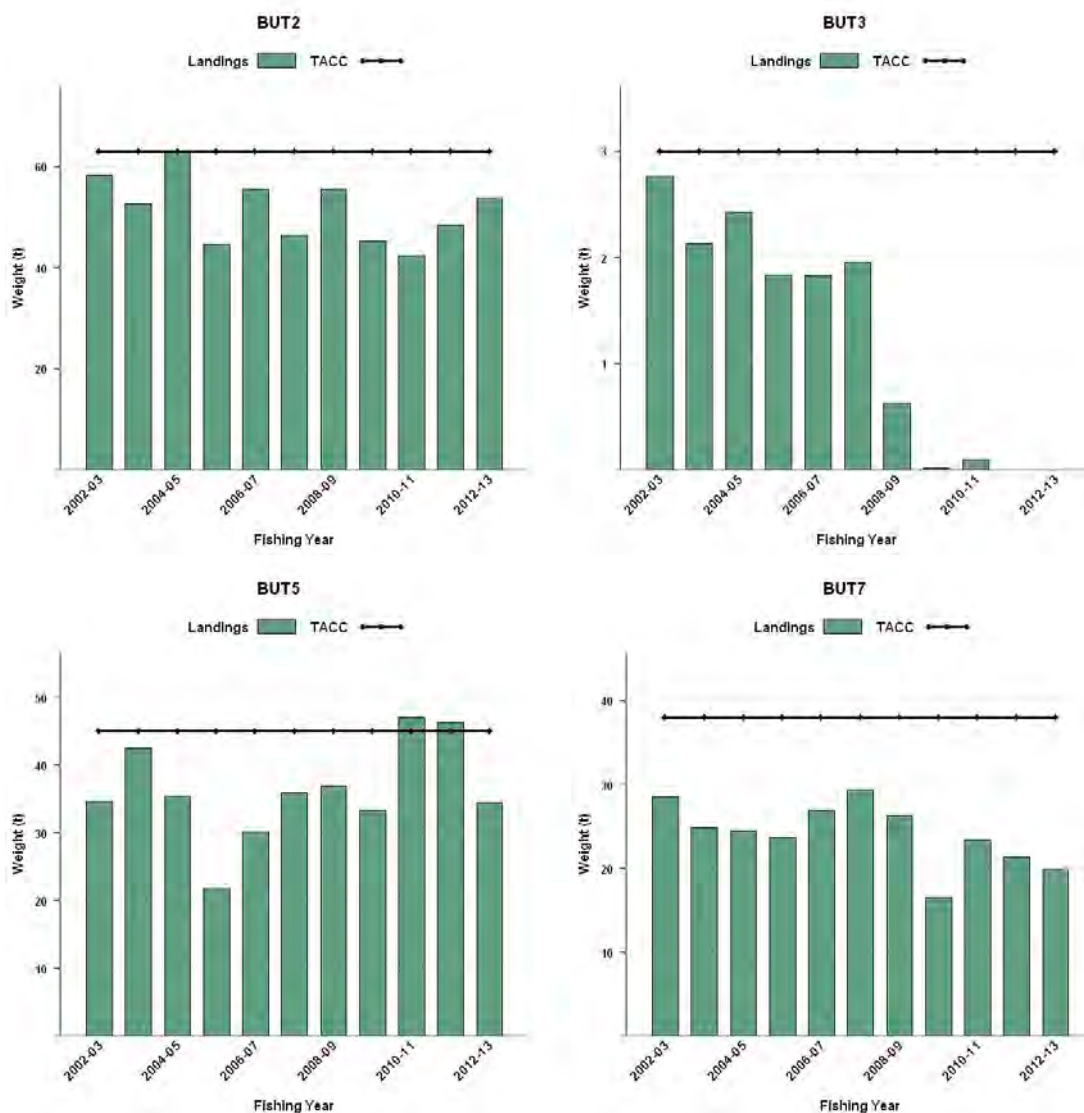 BUT2
Landings TACC
60
40
20
Weight (t)
2002-03 2004-05 2006-07 2008-09 2010-11 2012-13
Fishing Year
BUT3
Landings TACC
3
2
1
Weight (t)
2002-03 2004-05 2006-07 2008-09 2010-11 2012-13
Fishing Year
BUT5
Landings TACC
50
40
30
20
10
Weight (t)
2002-03 2004-05 2006-07 2008-09 2010-11 2012-13
Fishing Year
BUT7
Landings TACC
40
30
20
10
Weight (t)
2002-03 2004-05 2006-07 2008-09 2010-11 2012-13
Fishing Year